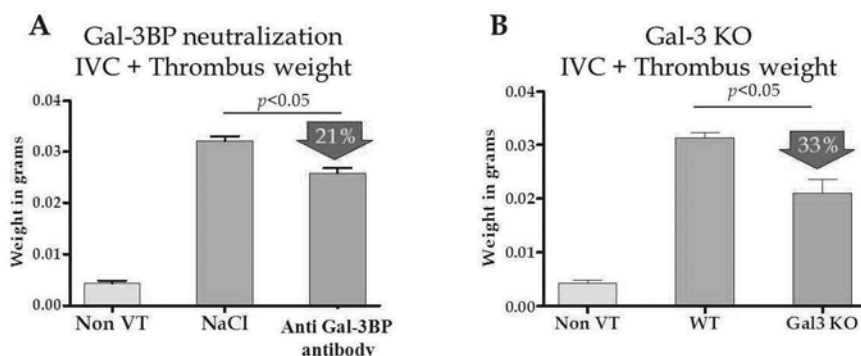 A
Gal-3BP neutralization
IVC + Thrombus weight
p<0.05
21%
Weight in grams
0.04
0.03
0.02
0.01
0.00
Non VT
NaCl
Anti Gal-3BP
antibody
B
Gal-3 KO
IVC + Thrombus weight
p<0.05
33%
Weight in grams
0.04
0.03
0.02
0.01
0.00
Non VT
WT
Gal3 KO